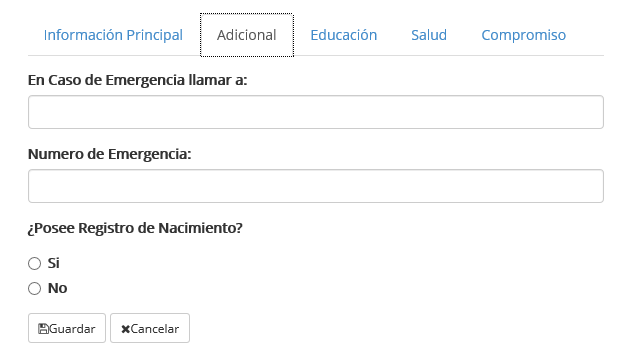 Información Principal Adicional Educación Salud Compromiso
En Caso de Emergencia llamar a:
Numero de Emergencia:
¿Posee Registro de Nacimiento?
Si
No
Guardar Cancelar